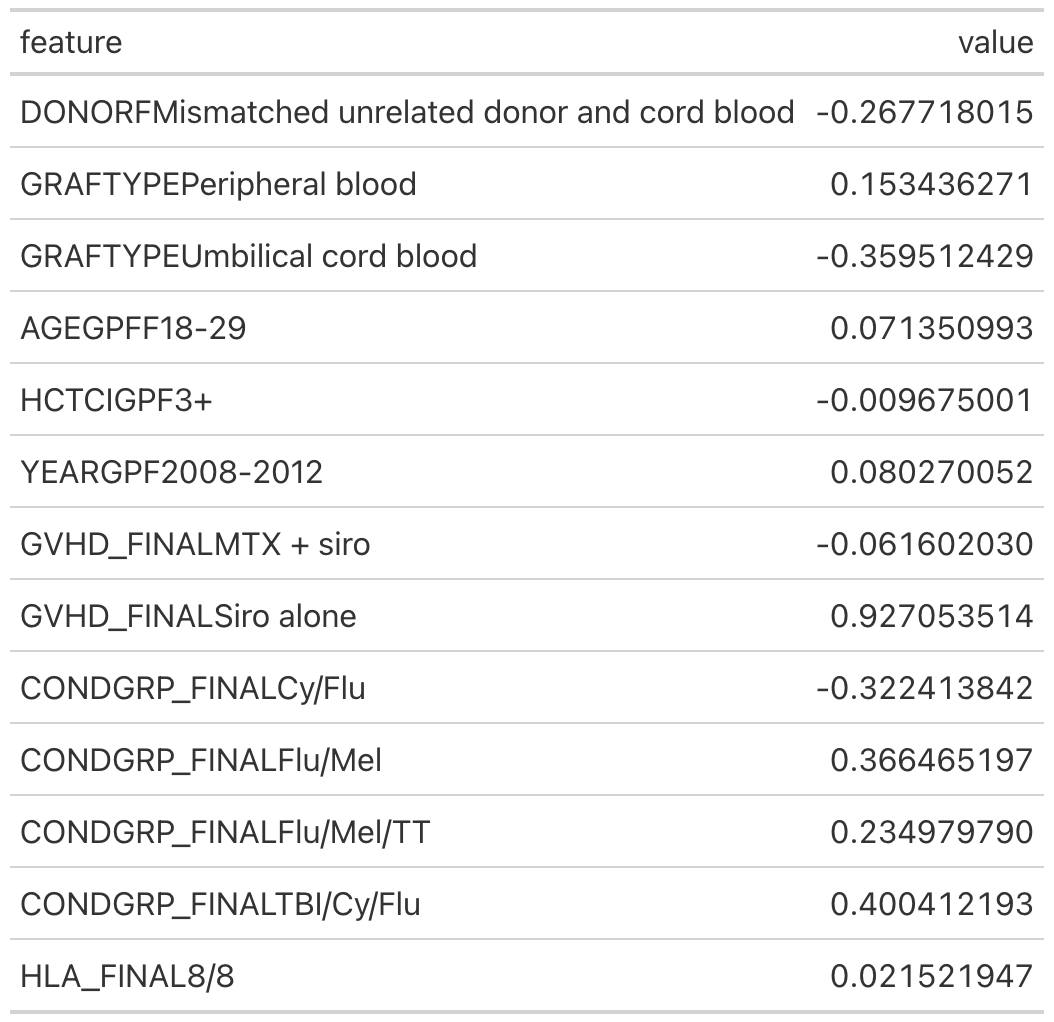 feature value
DONORFMismatched unrelated donor and cord blood -0.267718015
GRAFTYPEPeripheral blood 0.153436271
GRAFTYPEUmbilical cord blood -0.359512429
AGEGPFF18-29 0.071350993
HCTCIGPF3+ -0.009675001
YEARGPF2008-2012 0.080270052
GVHD_FINALMTX + siro -0.061602030
GVHD_FINALSiro alone 0.927053514
CONDGRP_FINALCy/Flu -0.322413842
CONDGRP_FINALFlu/Mel 0.366465197
CONDGRP_FINALFlu/Mel/TT 0.234979790
CONDGRP_FINALTBI/Cy/Flu 0.400412193
HLA_FINAL8/8 0.021521947